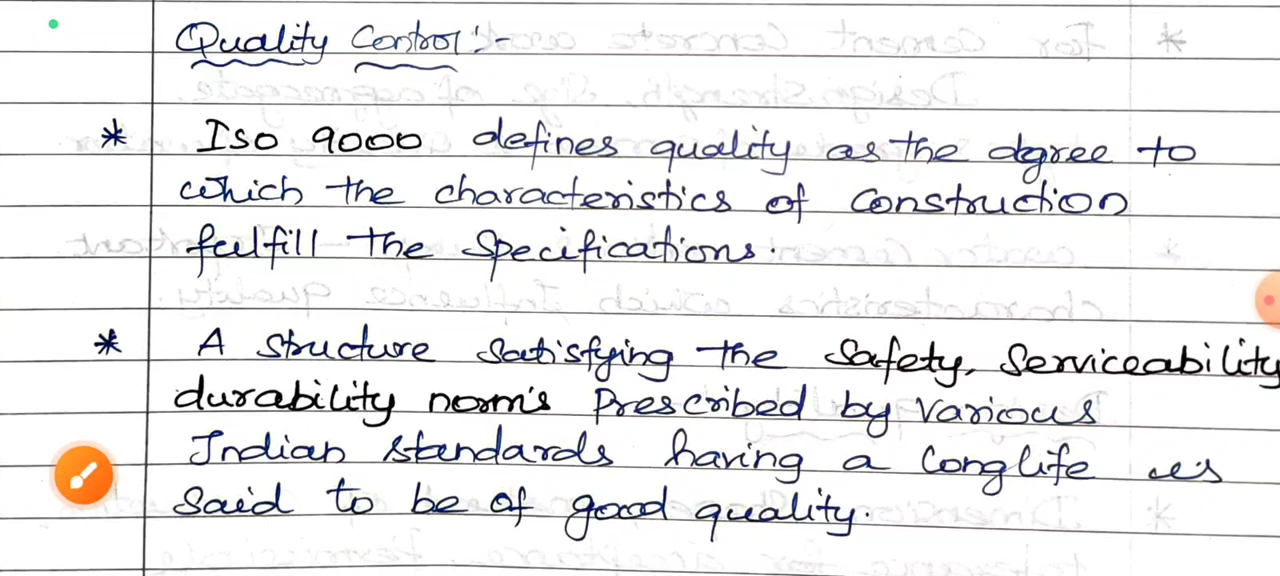 Quality Control :-
* ISO 9000 defines quality as the degree to
which the characteristics of Construction
fulfill the Specifications.
* A structure Satisfying the Safety, Serviceability
durability norm's Prescribed by Various
Indian Standards having a long life is
Said to be of good quality.